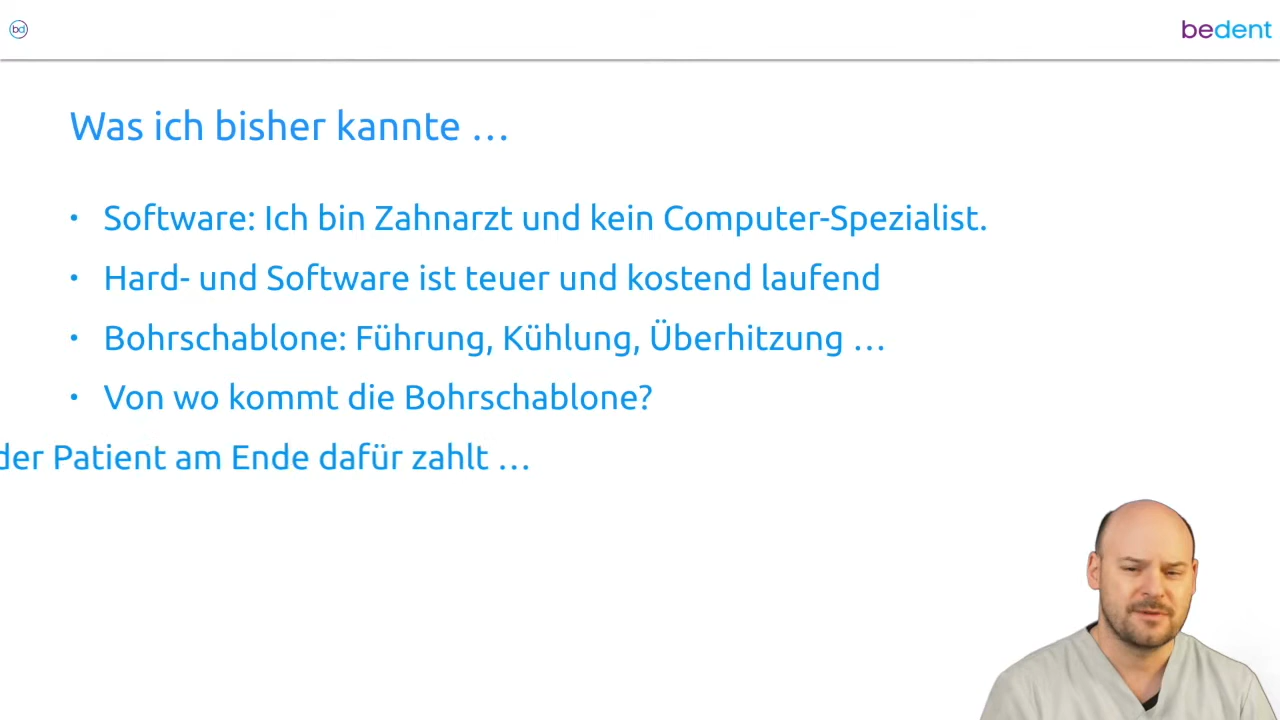 bd
bedent
Was ich bisher kannte …
• Software: Ich bin Zahnarzt und kein Computer-Spezialist.
• Hard- und Software ist teuer und kostend laufend
• Bohrschablone: Führung, Kühlung, Überhitzung …
• Von wo kommt die Bohrschablone?
der Patient am Ende dafür zahlt …